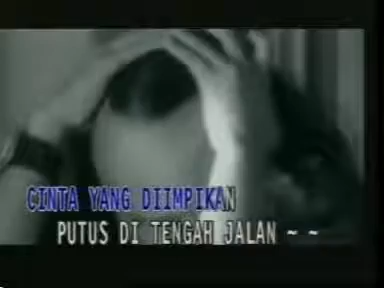 CINTA YANG DIIMPIKAN
PUTUS DI TENGAH JALAN ~ ~